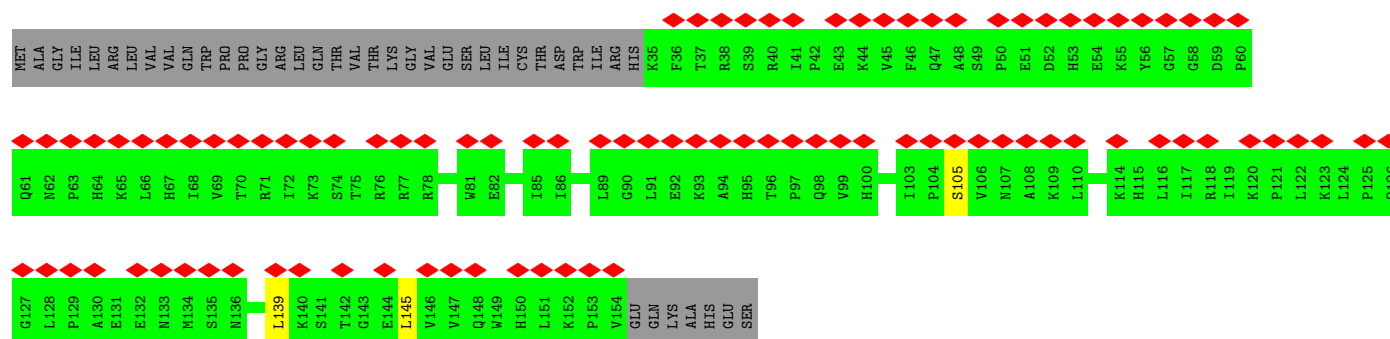 MET ALA GLY ILE LEU ARG LEU VAL VAL GLN TRP PRO PRO GLY ARG LEU GLN THR VAL THR LYS GLY VAL GLU SER LEU ILE CYS THR ASP TRP ILE ARG HIS K35 F36 T37 R38 S39 R40 I41 P42 E43 K44 V45 F46 Q47 A48 S49 P50 E51 D52 H53 E54 K55 Y56 G57 G58 D59 P60
Q61 N62 P63 H64 K65 L66 H67 I68 V69 T70 R71 I72 K73 S74 T75 R76 R77 R78 W81 E82 I85 I86 L89 G90 L91 E92 K93 A94 H95 T96 P97 Q98 V99 H100 I103 P104 S105 V106 N107 A108 K109 L110 K114 H115 L116 I117 R118 I119 K120 P121 L122 K123 L124 P125
G127 L128 P129 A130 E131 E132 N133 M134 S135 N136 L139 K140 S141 T142 G143 E144 L145 V146 V147 Q148 W149 H150 L151 K152 P153 V154 GLU GLN LYS ALA HIS GLU SER